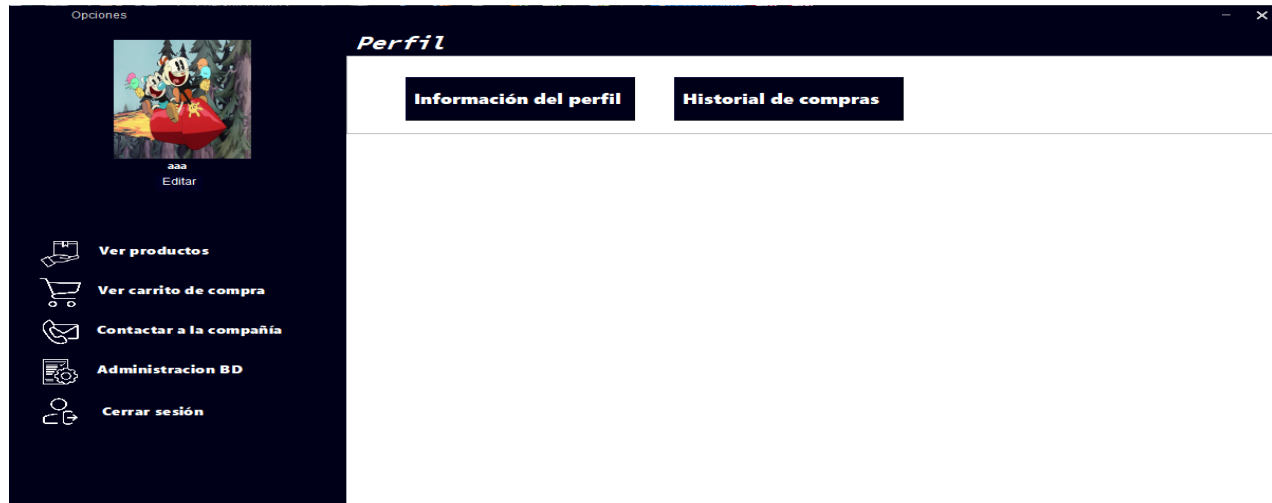 Opciones
Perfil
Información del perfil
Historial de compras
aaa
Editar
Ver productos
Ver carrito de compra
Contactar a la compañía
Administracion BD
Cerrar sesión